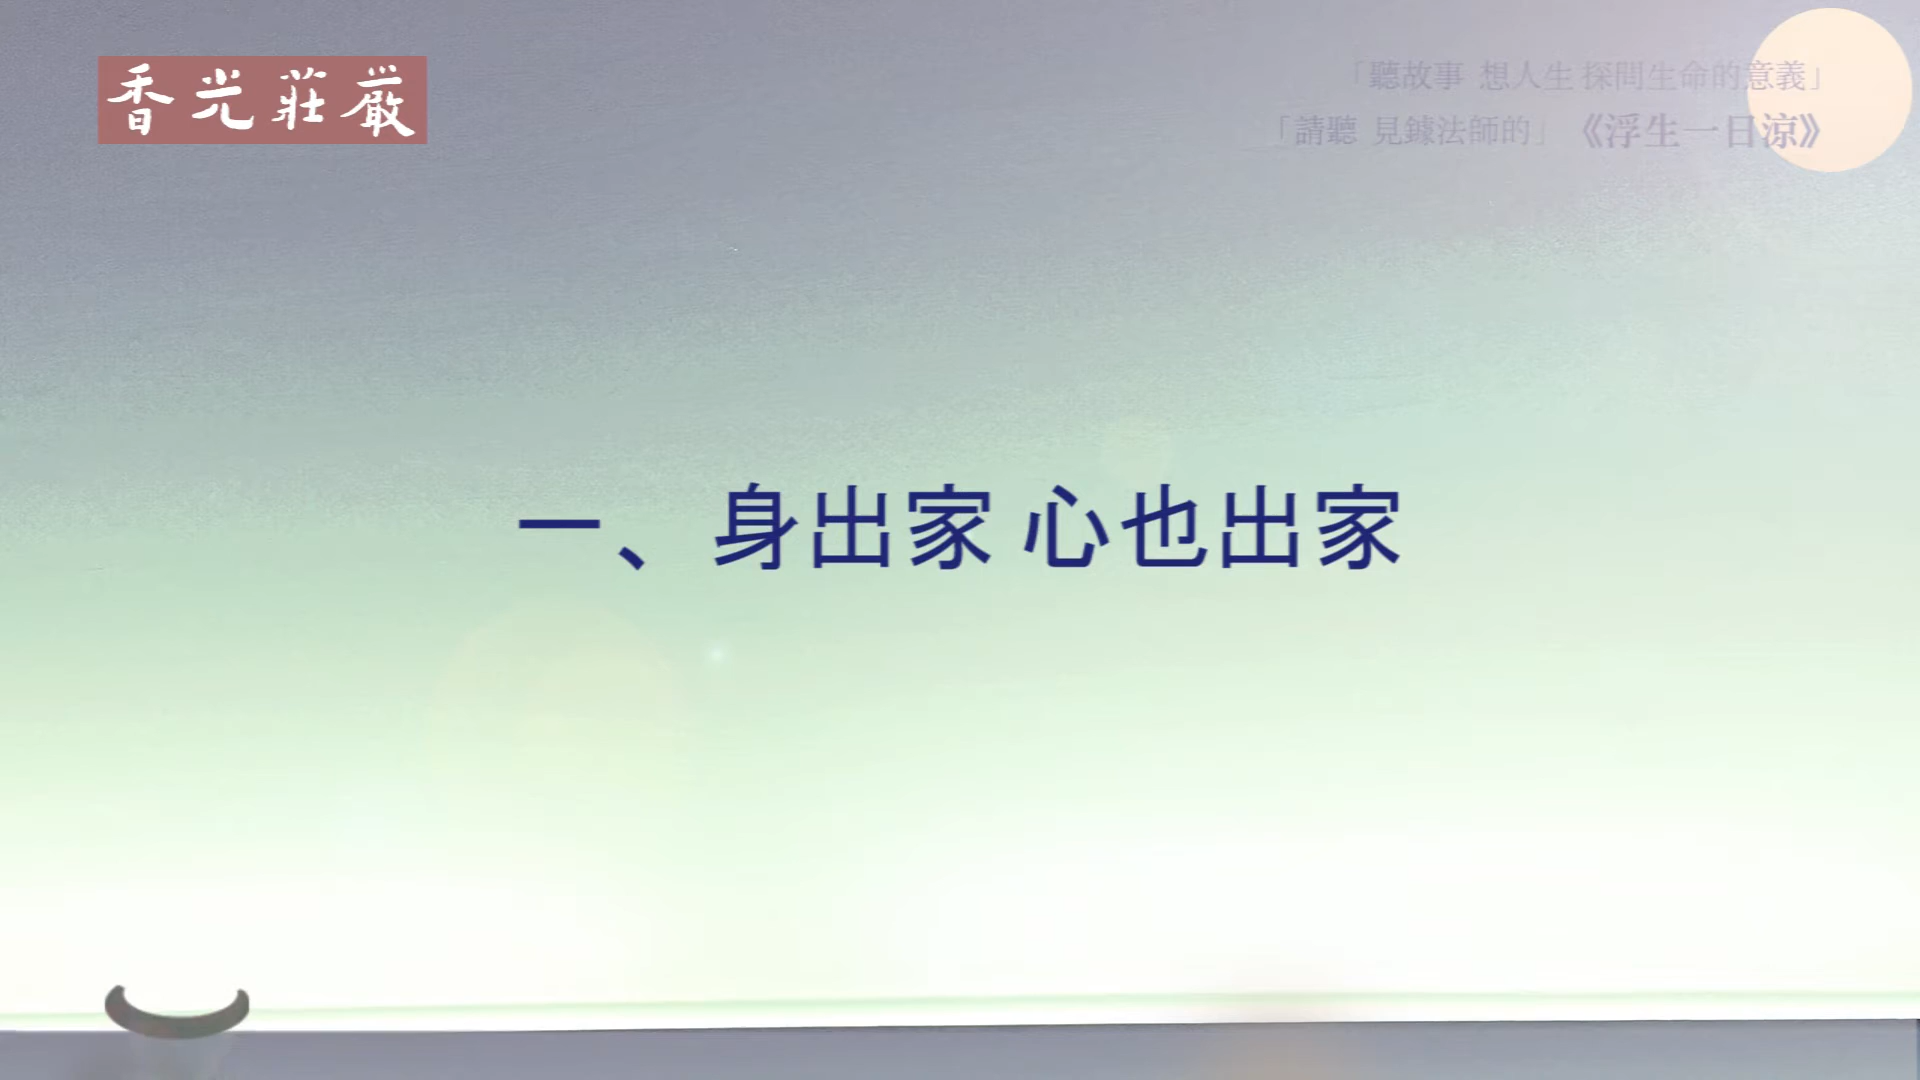 香光莊嚴
「聽故事 想人生 探問生命的意義」
「請聽 見鐻法師的」《浮生一日涼》
一、身出家 心也出家